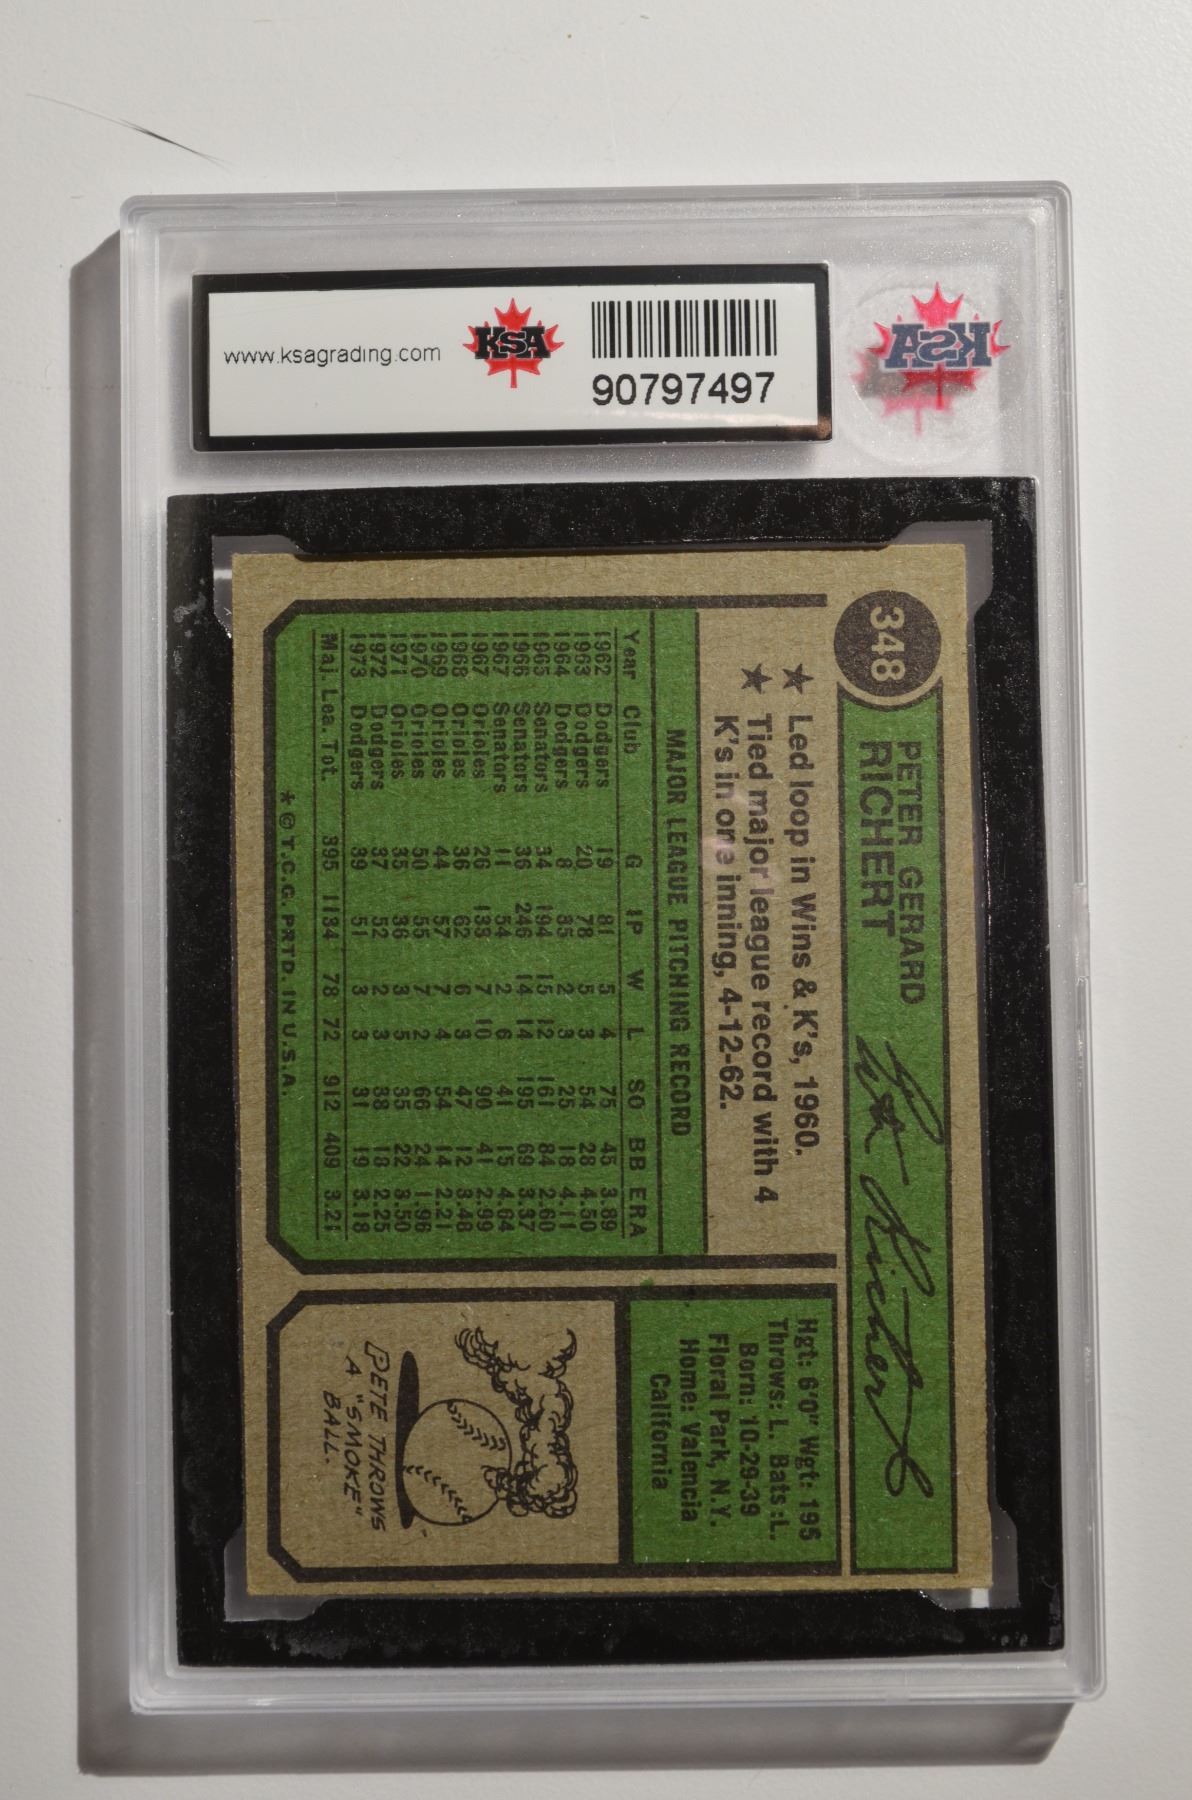 www.ksagrading.com
KSA
90797497
KSA
348
PETER GERARD
RICHERT
Pete Richert
★ Led loop in Wins & K's, 1960.
★ Tied major league record with 4
K's in one inning, 4-12-62.
MAJOR LEAGUE PITCHING RECORD
Year Club G IP W L SO BB ERA
1962 Dodgers 19 81 5 4 75 45 3.89
1963 Dodgers 20 78 5 3 54 28 4.50
1964 Dodgers 8 35 2 3 25 18 4.11
1965 Senators 34 194 15 12 161 84 2.60
1966 Senators 36 246 14 14 195 69 3.37
1967 Senators 11 54 2 6 41 15 4.64
1967 Orioles 26 133 7 10 90 41 2.99
1968 Orioles 36 62 6 3 47 12 3.48
1969 Orioles 44 57 7 4 54 14 2.21
1970 Orioles 50 55 7 2 66 24 1.96
1971 Orioles 35 36 3 5 35 22 3.50
1972 Dodgers 37 52 2 3 38 18 2.25
1973 Dodgers 39 51 3 3 31 19 3.18
Maj. Lea. Tot. 395 1134 78 72 912 409 3.21
* © T.C.G. PRTD. IN U.S.A.
Hgt: 6'0" Wgt: 195
Throws: L. Bats: L.
Born: 10-29-39
Floral Park, N.Y.
Home: Valencia
California
PETE THROWS
A "SMOKE"
BALL.